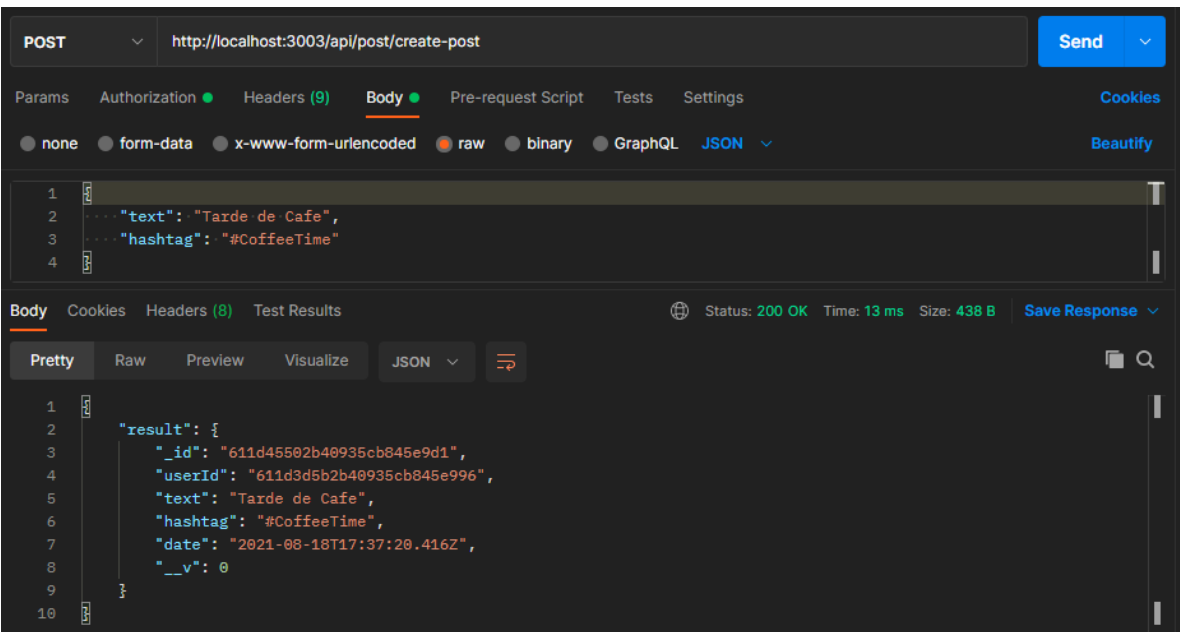 POST http://localhost:3003/api/post/create-post Send
Params Authorization Headers (9) Body Pre-request Script Tests Settings Cookies
none form-data x-www-form-urlencoded raw binary GraphQL JSON Beautify
1 {
2 "text": "Tarde de Cafe",
3 "hashtag": "#CoffeeTime"
4 }
Body Cookies Headers (8) Test Results Status: 200 OK Time: 13 ms Size: 438 B Save Response
Pretty Raw Preview Visualize JSON
1 {
2 "result": {
3 "_id": "611d45502b40935cb845e9d1",
4 "userId": "611d3d5b2b40935cb845e996",
5 "text": "Tarde de Cafe",
6 "hashtag": "#CoffeeTime",
7 "date": "2021-08-18T17:37:20.416Z",
8 "__v": 0
9 }
10 }